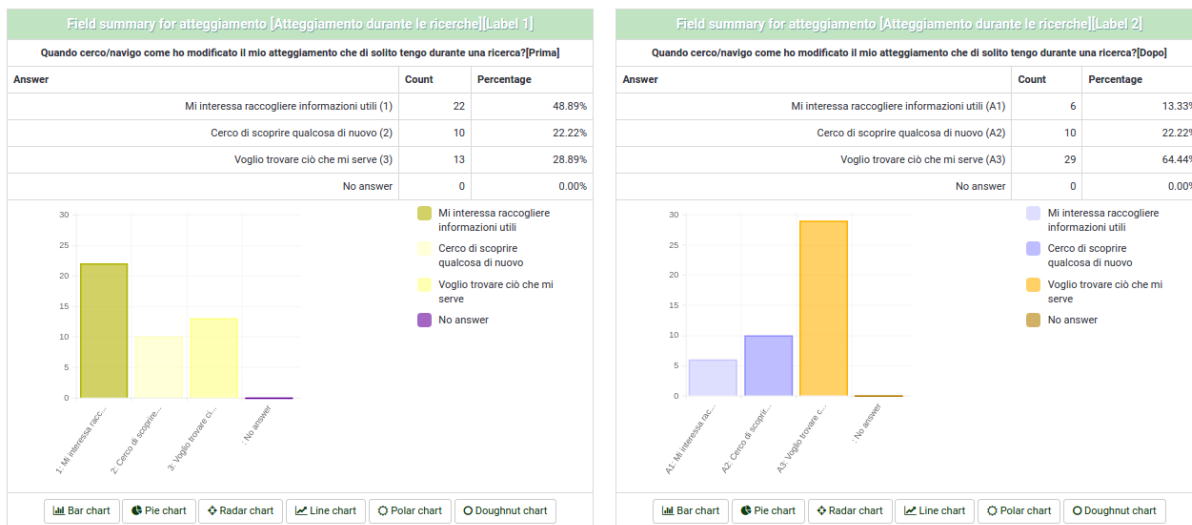 Field summary for atteggiamento [Atteggiamento durante le ricerche][Label 1]
Quando cerco/navigo come ho modificato il mio atteggiamento che di solito tengo durante una ricerca?[Prima]
Answer Count Percentage
Mi interessa raccogliere informazioni utili (1) 22 48.89%
Cerco di scoprire qualcosa di nuovo (2) 10 22.22%
Voglio trovare ciò che mi serve (3) 13 28.89%
No answer 0 0.00%
30
25
20
15
10
5
0
1: Mi interessa racc...
2: Cerco di scoprire...
3: Voglio trovare ci...
: No answer
Mi interessa raccogliere
informazioni utili
Cerco di scoprire
qualcosa di nuovo
Voglio trovare ciò che mi
serve
No answer
Bar chart Pie chart Radar chart Line chart Polar chart Doughnut chart
Field summary for atteggiamento [Atteggiamento durante le ricerche][Label 2]
Quando cerco/navigo come ho modificato il mio atteggiamento che di solito tengo durante una ricerca?[Dopo]
Answer Count Percentage
Mi interessa raccogliere informazioni utili (A1) 6 13.33%
Cerco di scoprire qualcosa di nuovo (A2) 10 22.22%
Voglio trovare ciò che mi serve (A3) 29 64.44%
No answer 0 0.00%
30
25
20
15
10
5
0
A1: Mi interessa rac...
A2: Cerco di scoprir...
A3: Voglio trovare c...
: No answer
Mi interessa raccogliere
informazioni utili
Cerco di scoprire
qualcosa di nuovo
Voglio trovare ciò che mi
serve
No answer
Bar chart Pie chart Radar chart Line chart Polar chart Doughnut chart